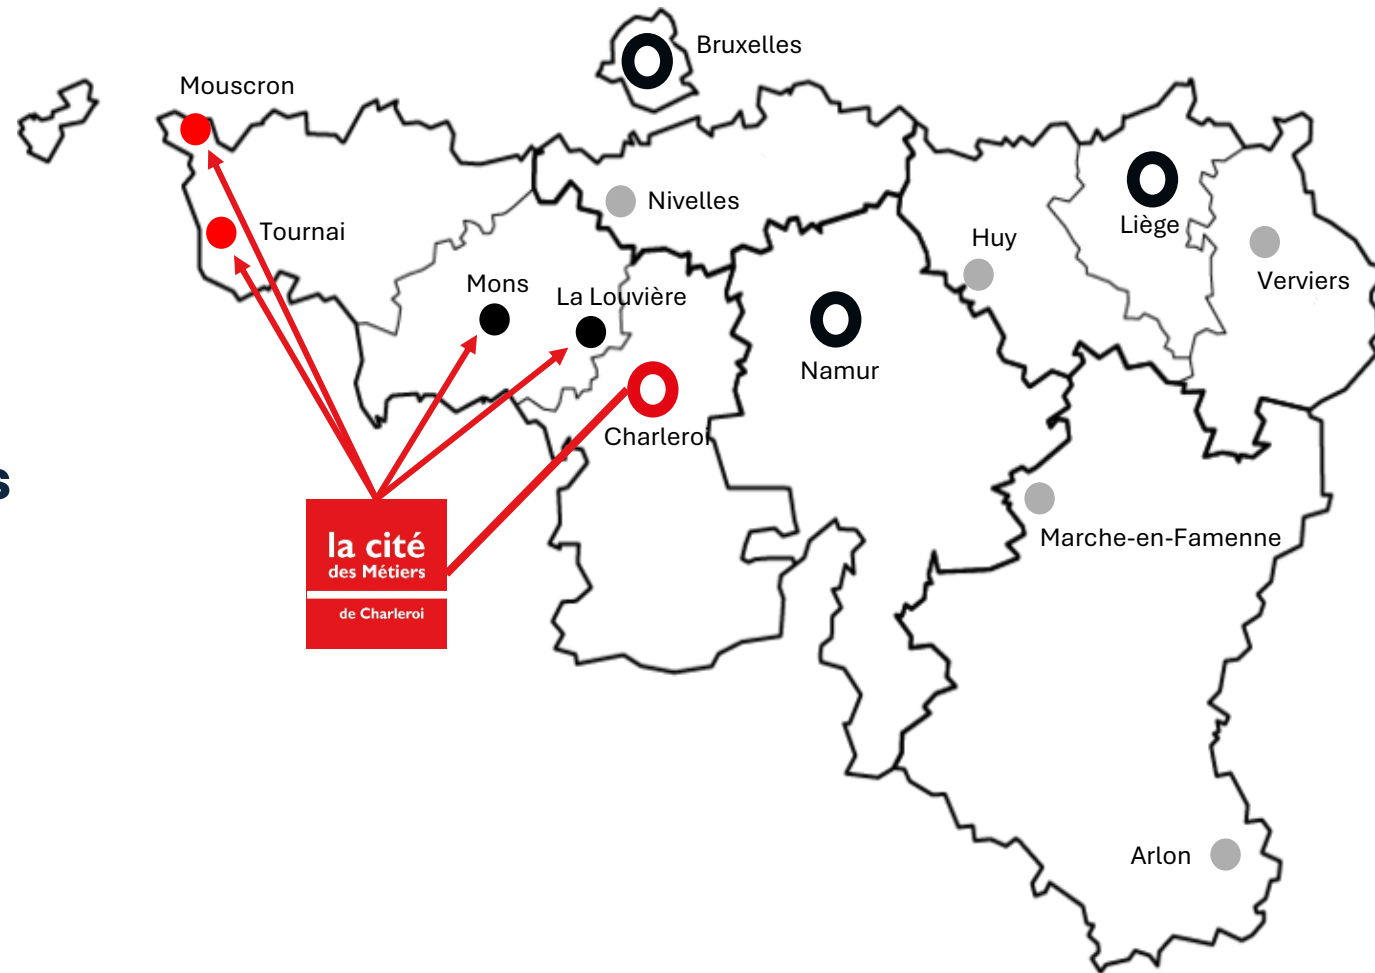 Bruxelles
Mouscron
Nivelles
Liège
Tournai
Huy
Verviers
Mons
La Louvière
Namur
Charleroi
s
Marche-en-Famenne
la cité
des Métiers
de Charleroi
Arlon